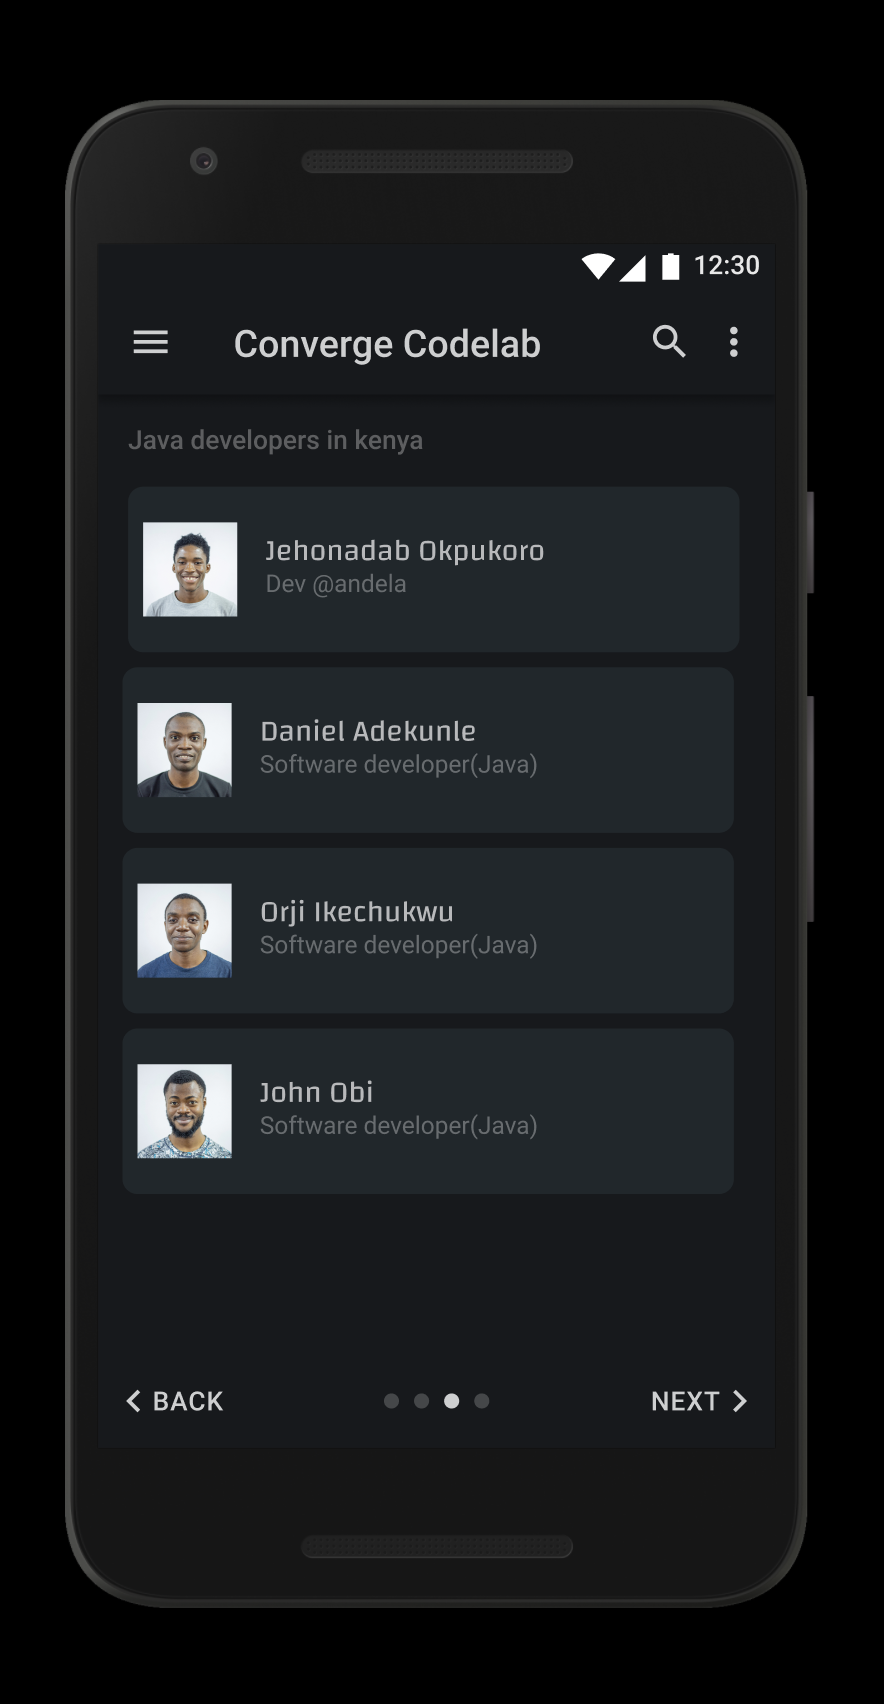 12:30
Converge Codelab
Java developers in kenya
Jehonadab Okpukoro
Dev @andela
Daniel Adekunle
Software developer(Java)
Orji Ikechukwu
Software developer(Java)
John Obi
Software developer(Java)
BACK
NEXT